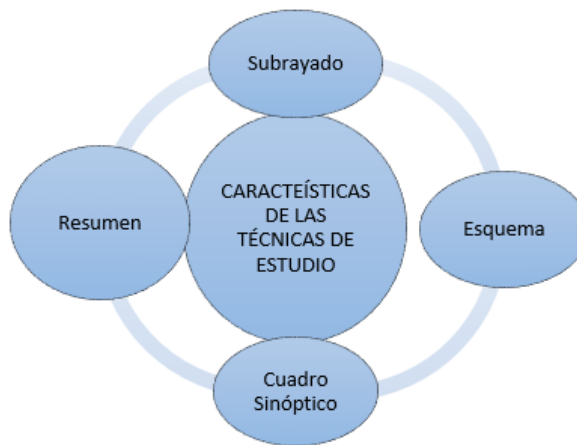 Subrayado
Resumen
CARACTEÍSTICAS
DE LAS
TÉCNICAS DE
ESTUDIO
Esquema
Cuadro
Sinóptico